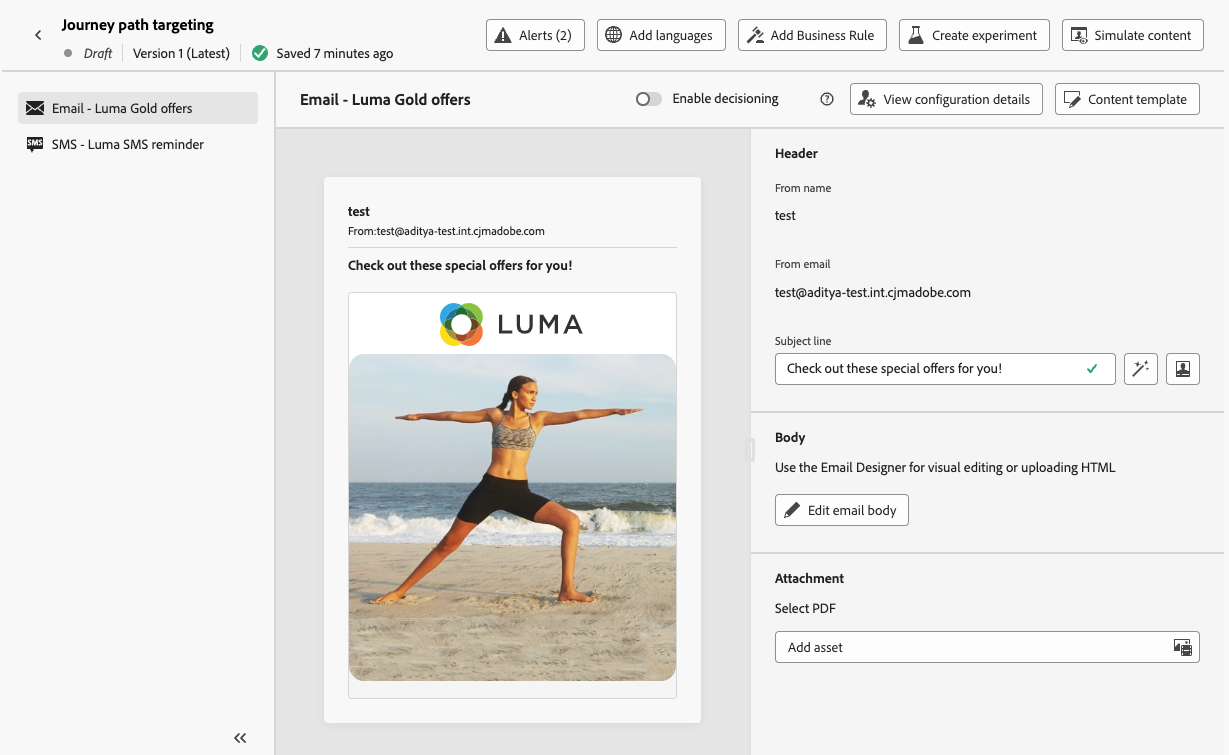 Journey path targeting
Draft Version 1 (Latest) Saved 7 minutes ago
Alerts (2) Add languages Add Business Rule Create experiment Simulate content
Email - Luma Gold offers
SMS SMS - Luma SMS reminder
Email - Luma Gold offers Enable decisioning View configuration details Content template
test
From:test@aditya-test.int.cjmadobe.com
Check out these special offers for you!
LUMA
Header
From name
test
From email
test@aditya-test.int.cjmadobe.com
Subject line
Check out these special offers for you!
Body
Use the Email Designer for visual editing or uploading HTML
Edit email body
Attachment
Select PDF
Add asset